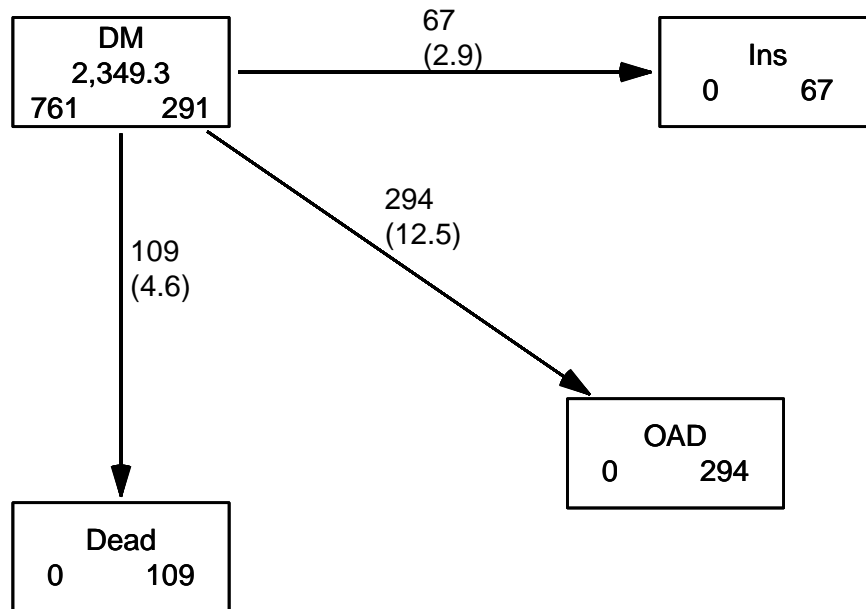 DM
2,349.3
761 291
67
(2.9)
Ins
0 67
294
(12.5)
109
(4.6)
OAD
0 294
Dead
0 109